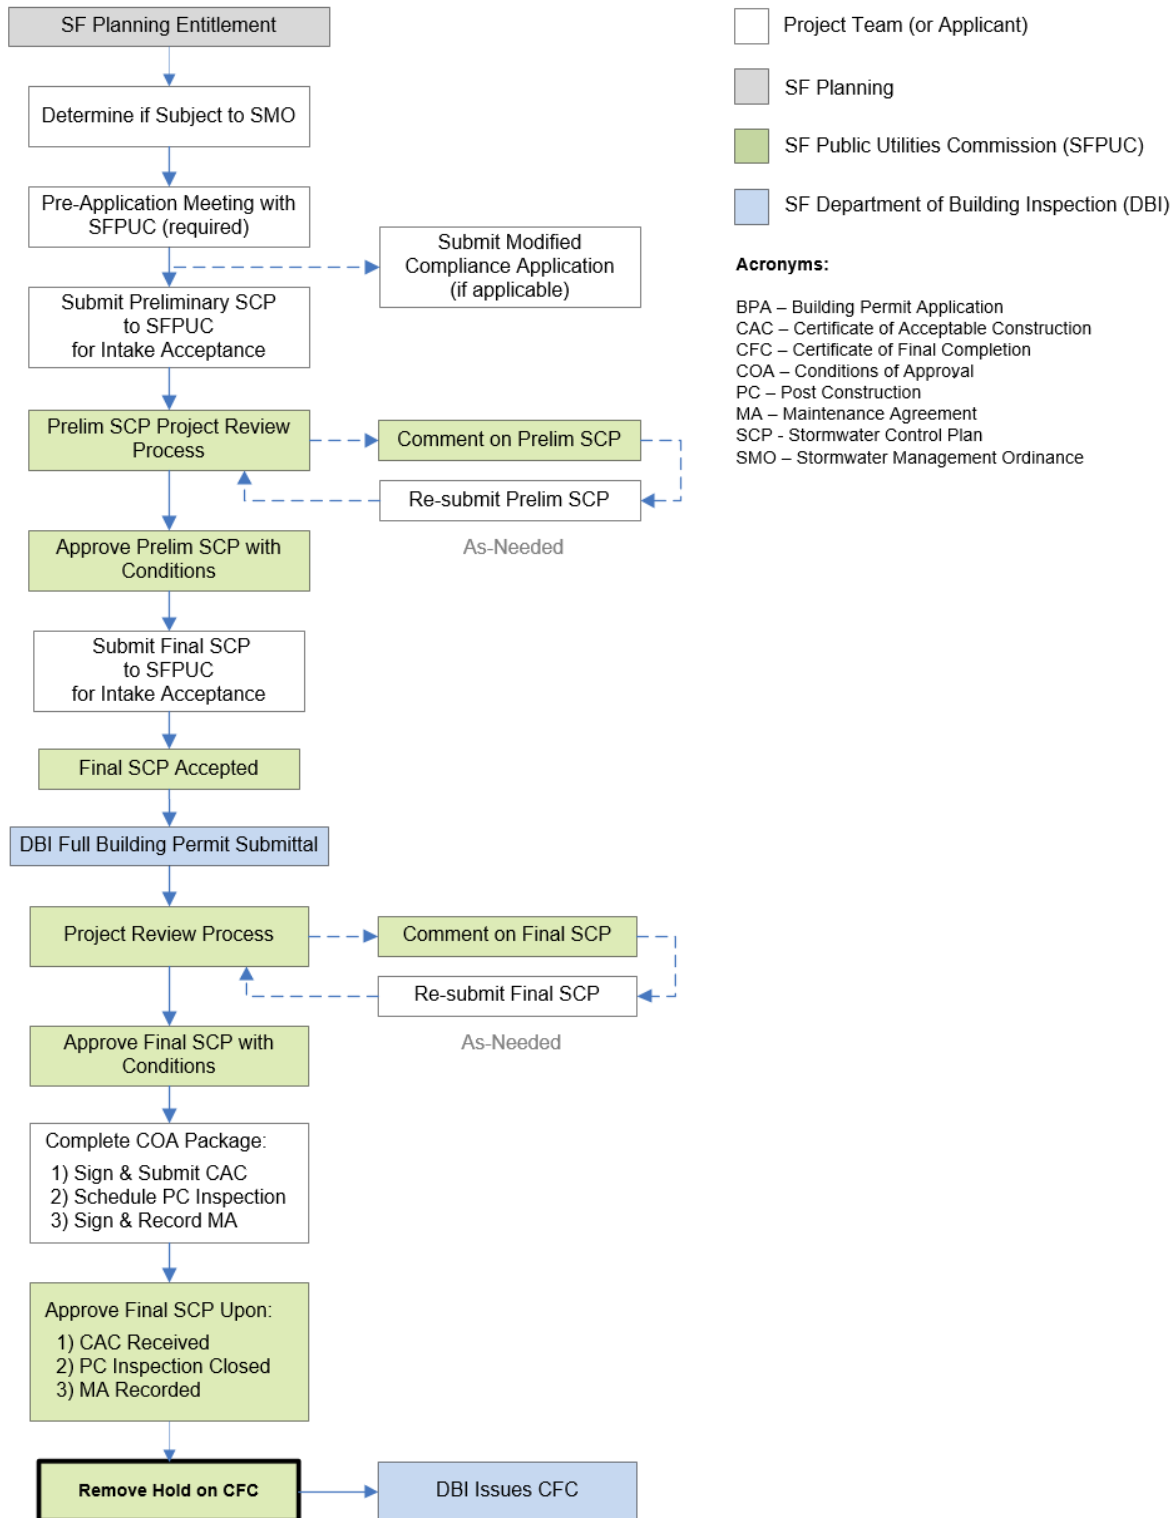 SF Planning Entitlement
Determine if Subject to SMO
Pre-Application Meeting with
SFPUC (required)
Submit Modified
Compliance Application
(if applicable)
Submit Preliminary SCP
to SFPUC
for Intake Acceptance
Prelim SCP Project Review
Process
Comment on Prelim SCP
Re-submit Prelim SCP
As-Needed
Approve Prelim SCP with
Conditions
Submit Final SCP
to SFPUC
for Intake Acceptance
Final SCP Accepted
DBI Full Building Permit Submittal
Project Review Process
Comment on Final SCP
Re-submit Final SCP
As-Needed
Approve Final SCP with
Conditions
Complete COA Package:
1) Sign & Submit CAC
2) Schedule PC Inspection
3) Sign & Record MA
Approve Final SCP Upon:
1) CAC Received
2) PC Inspection Closed
3) MA Recorded
Remove Hold on CFC
DBI Issues CFC
Project Team (or Applicant)
SF Planning
SF Public Utilities Commission (SFPUC)
SF Department of Building Inspection (DBI)
Acronyms:
BPA – Building Permit Application
CAC – Certificate of Acceptable Construction
CFC – Certificate of Final Completion
COA – Conditions of Approval
PC – Post Construction
MA – Maintenance Agreement
SCP - Stormwater Control Plan
SMO – Stormwater Management Ordinance